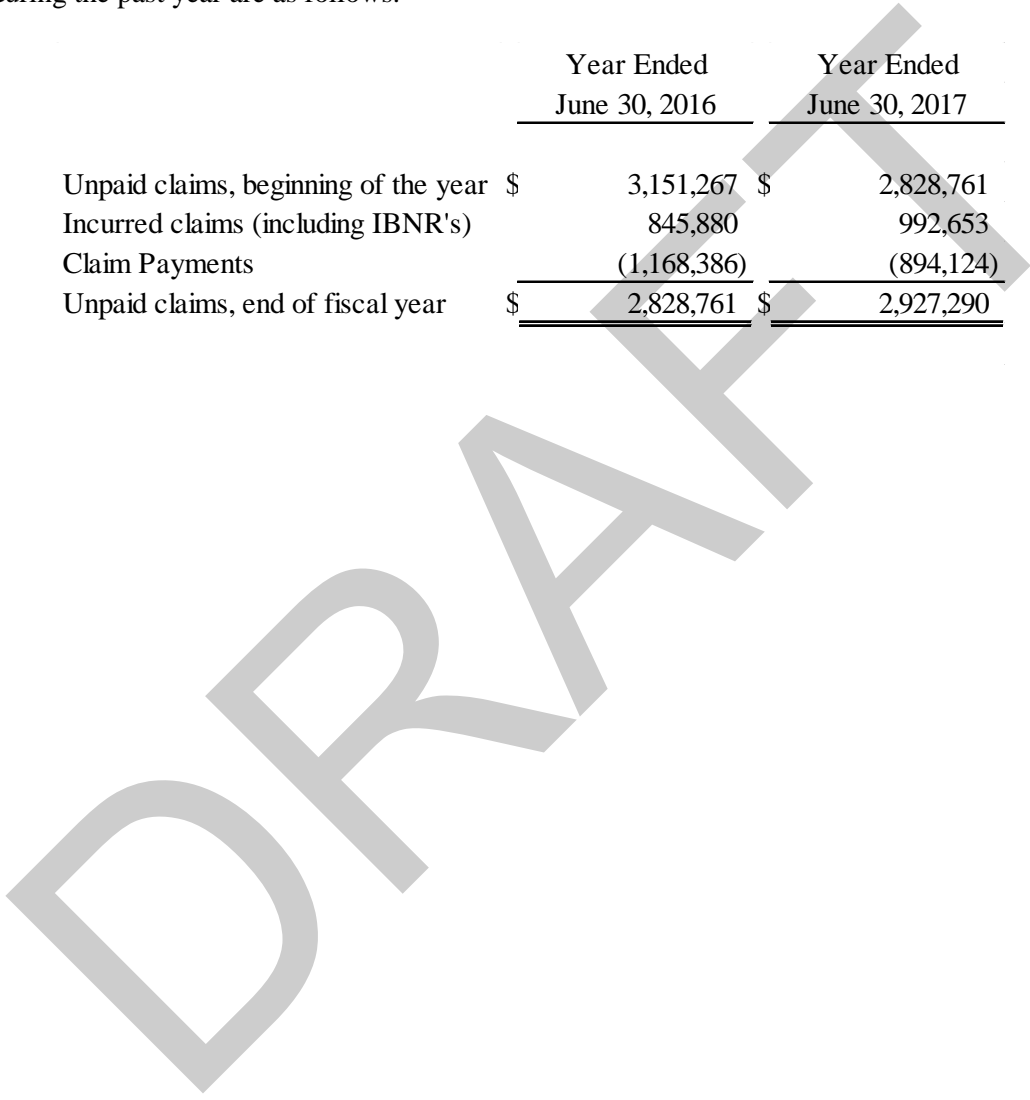 the past year are as follows:
Year Ended Year Ended
June 30, 2016 June 30, 2017
Unpaid claims, beginning of the year $ 3,151,267 $ 2,828,761
Incurred claims (including IBNR's) 845,880 992,653
Claim Payments (1,168,386) (894,124)
Unpaid claims, end of fiscal year $ 2,828,761 $ 2,927,290
DRAFT